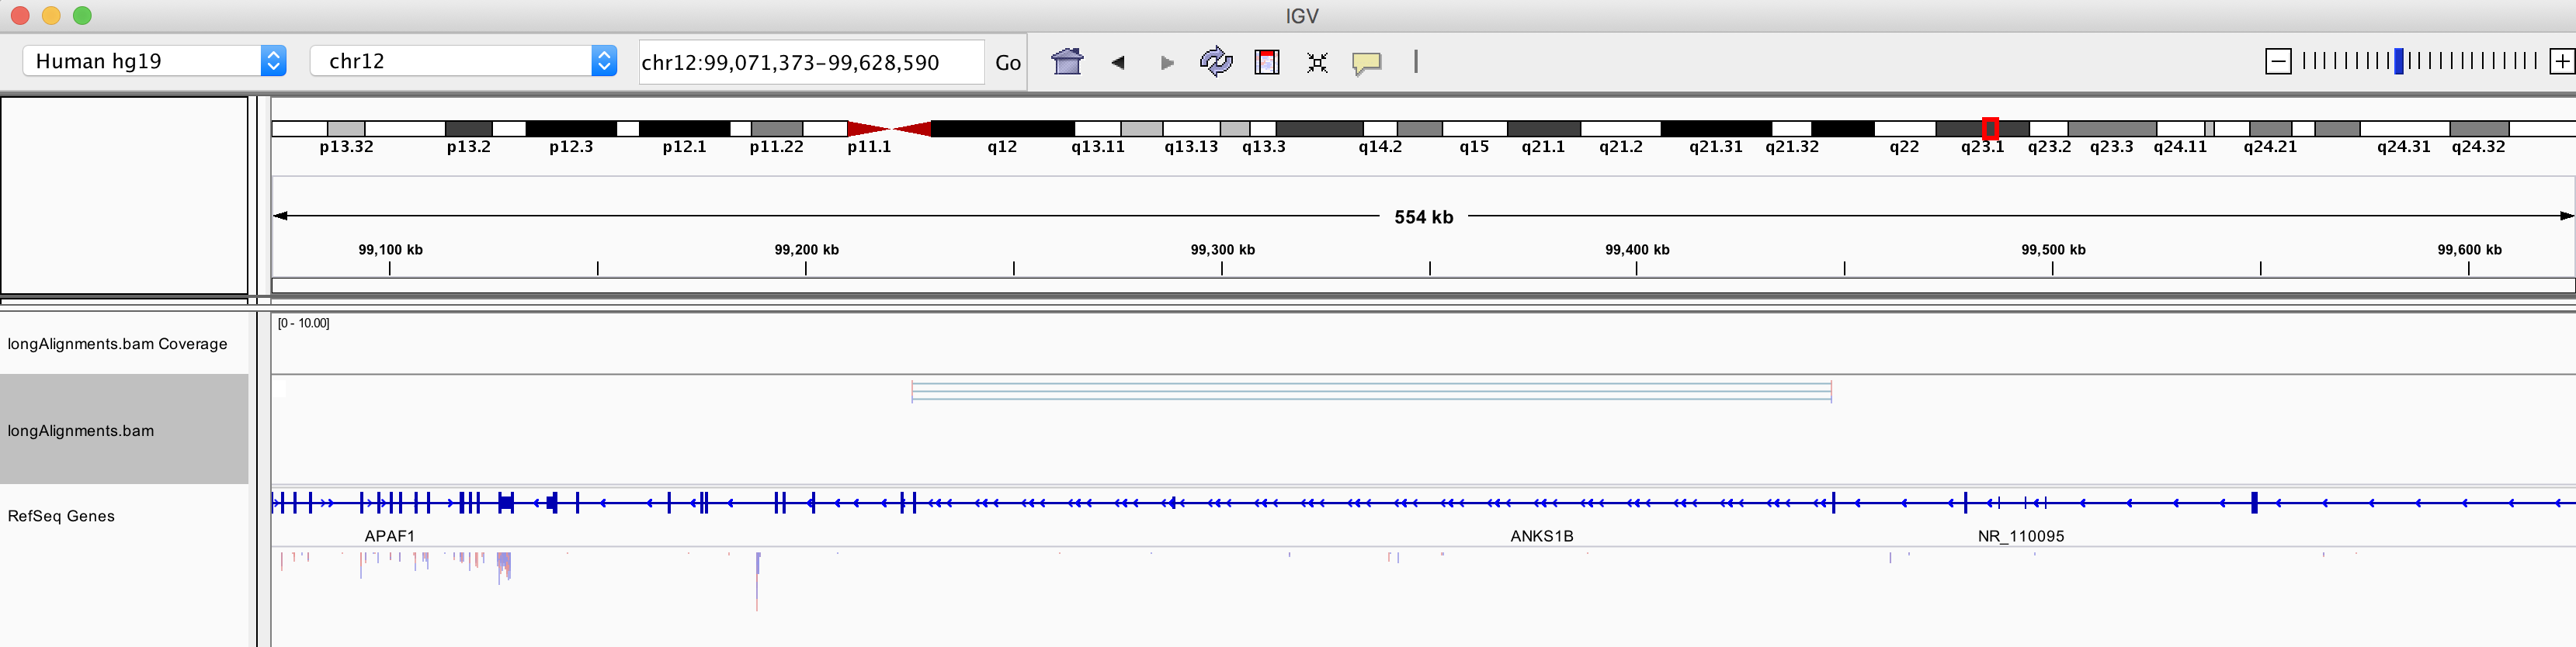 IGV
Human hg19 chr12 chr12:99,071,373-99,628,590 Go
p13.32 p13.2 p12.3 p12.1 p11.22 p11.1 q12 q13.11 q13.13 q13.3 q14.2 q15 q21.1 q21.2 q21.31 q21.32 q22 q23.1 q23.2 q23.3 q24.11 q24.21 q24.31 q24.32
554 kb
99,100 kb 99,200 kb 99,300 kb 99,400 kb 99,500 kb 99,600 kb
[0 - 10.00]
longAlignments.bam Coverage
longAlignments.bam
RefSeq Genes
APAF1 ANKS1B NR_110095